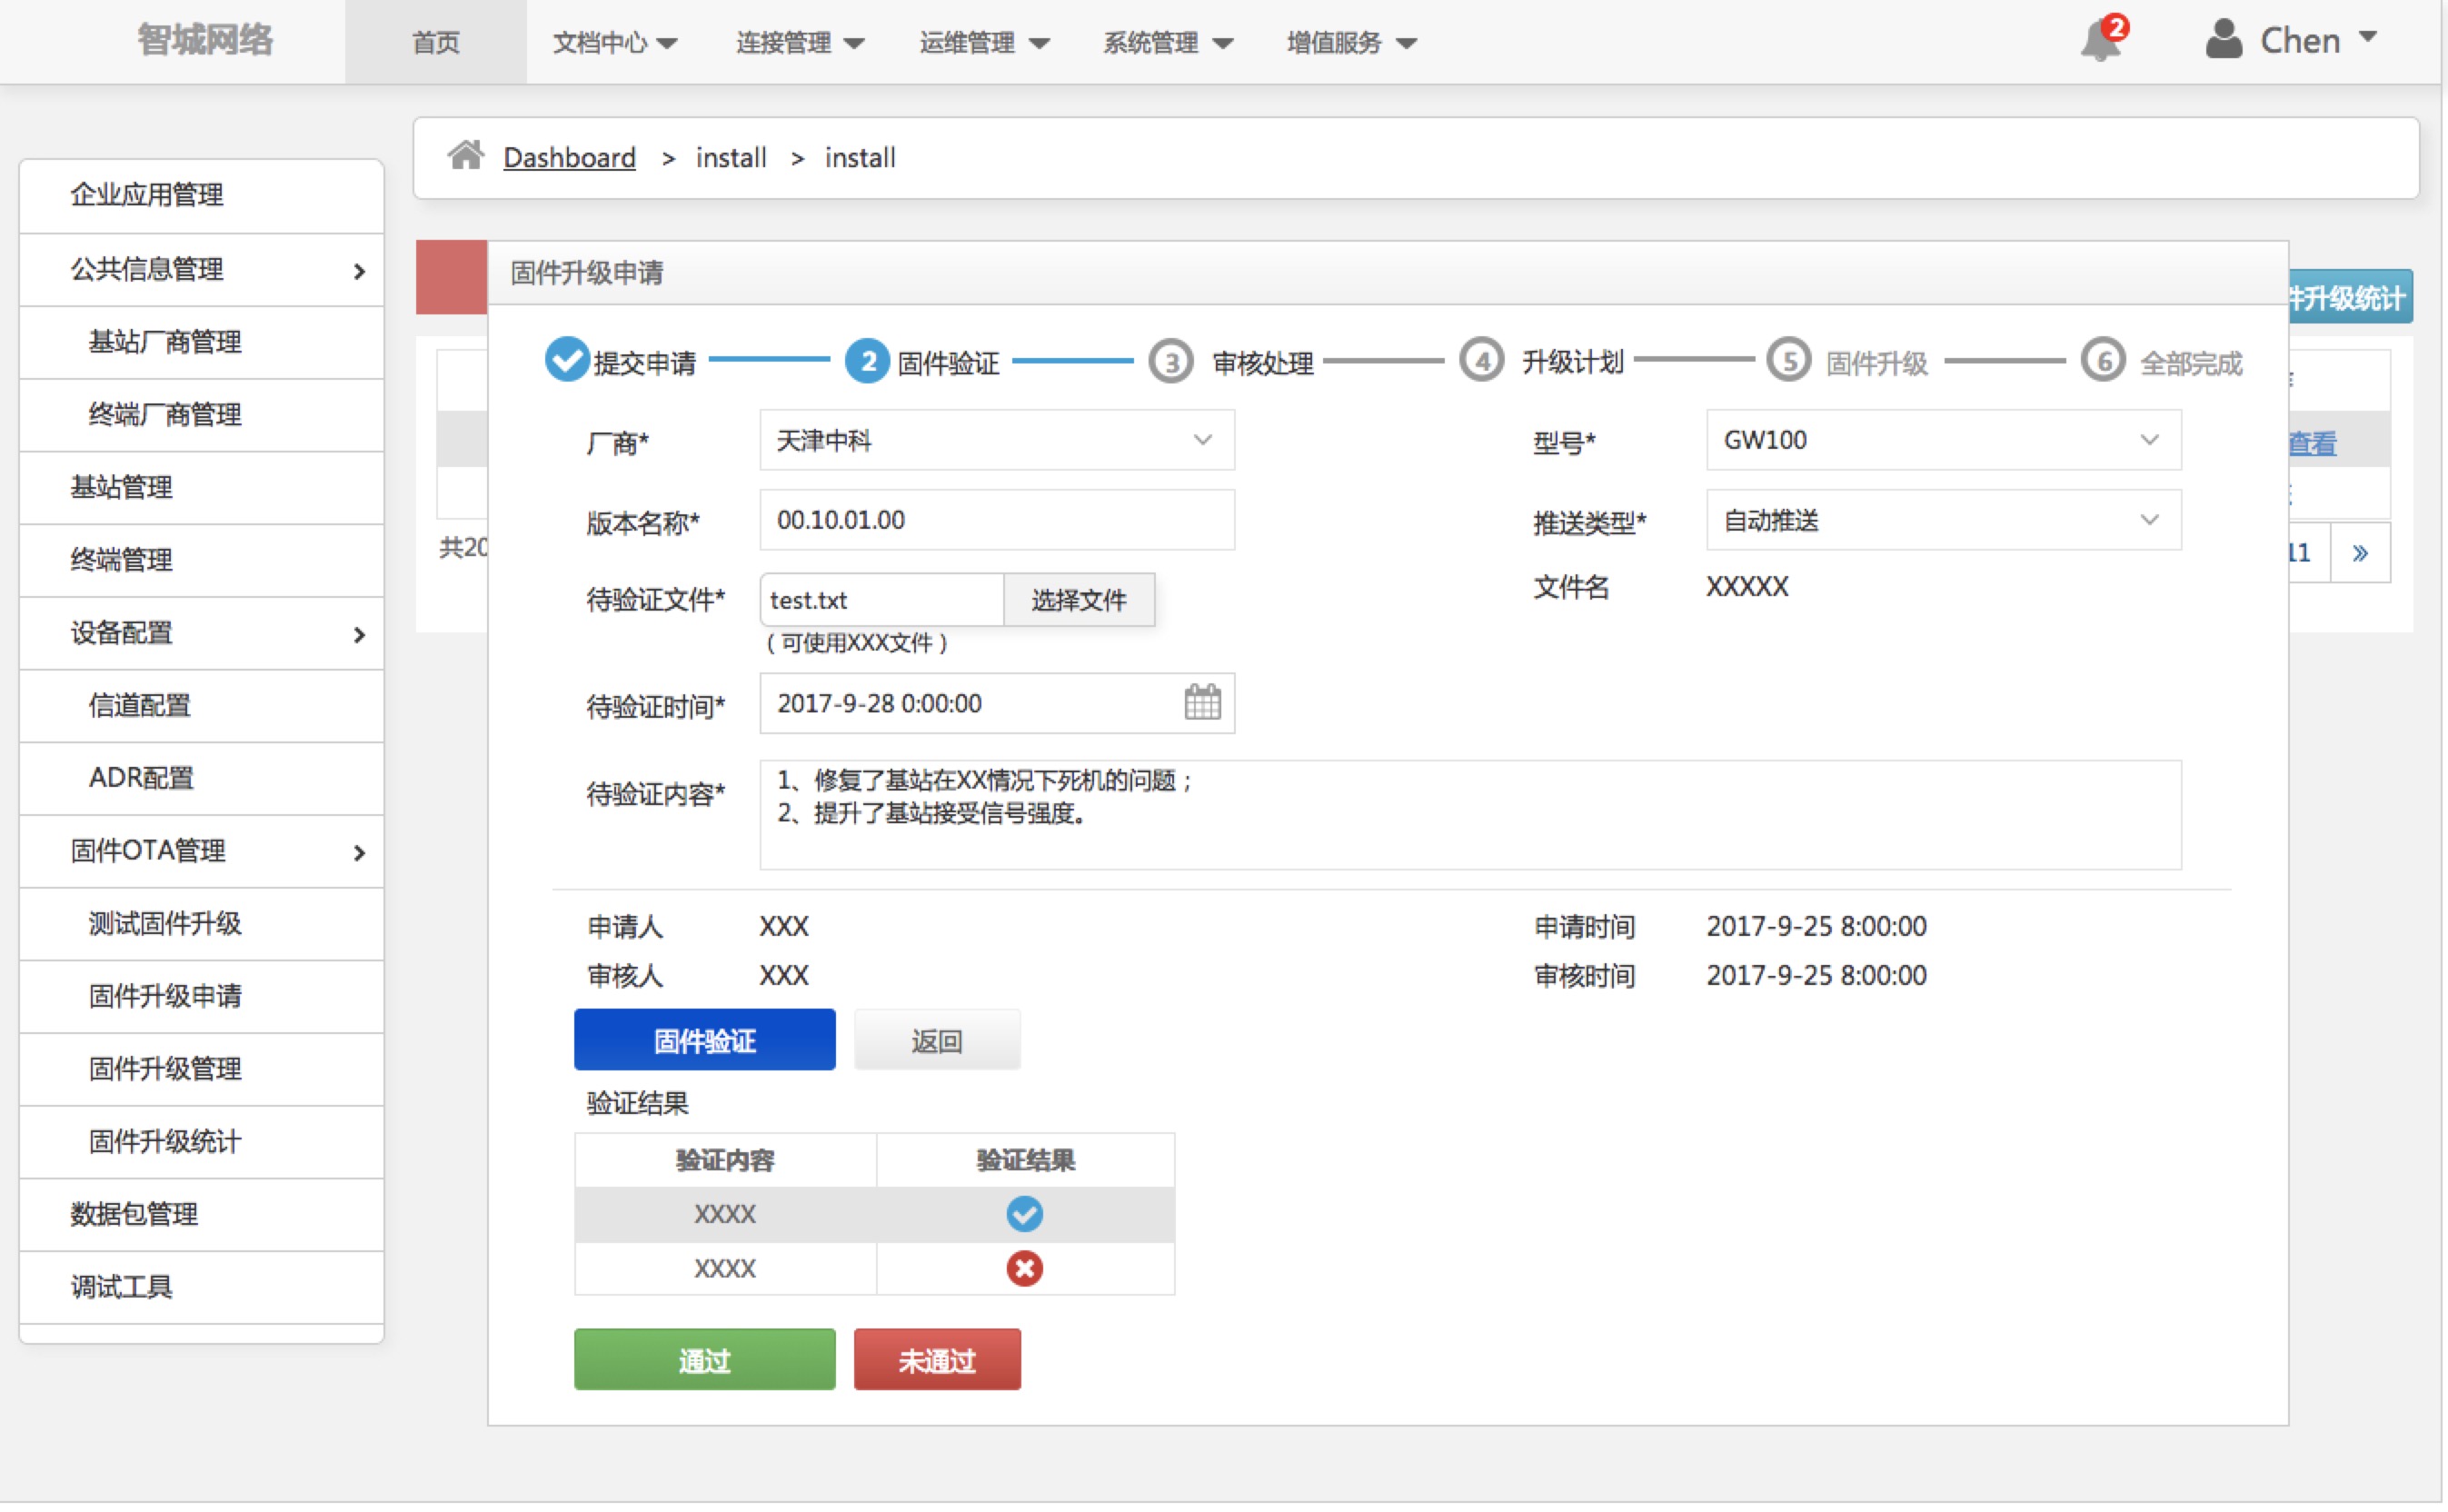 智城网络 首页 文档中心 连接管理 运维管理 系统管理 增值服务 2 Chen
Dashboard > install > install
企业应用管理
公共信息管理
基站厂商管理
终端厂商管理
基站管理
终端管理
设备配置
信道配置
ADR配置
固件OTA管理
测试固件升级
固件升级申请
固件升级管理
固件升级统计
数据包管理
调试工具
固件升级申请
件升级统计
提交申请 2 固件验证 3 审核处理 4 升级计划 5 固件升级 6 全部完成
厂商* 天津中科 型号* GW100
查看
版本名称* 00.10.01.00 推送类型* 自动推送
共20
11 »
待验证文件* test.txt 选择文件 文件名 XXXXX
(可使用XXX文件)
待验证时间* 2017-9-28 0:00:00
待验证内容* 1、修复了基站在XX情况下死机的问题;
2、提升了基站接受信号强度。
申请人 XXX 申请时间 2017-9-25 8:00:00
审核人 XXX 审核时间 2017-9-25 8:00:00
固件验证 返回
验证结果
验证内容 验证结果
XXXX
XXXX
通过 未通过